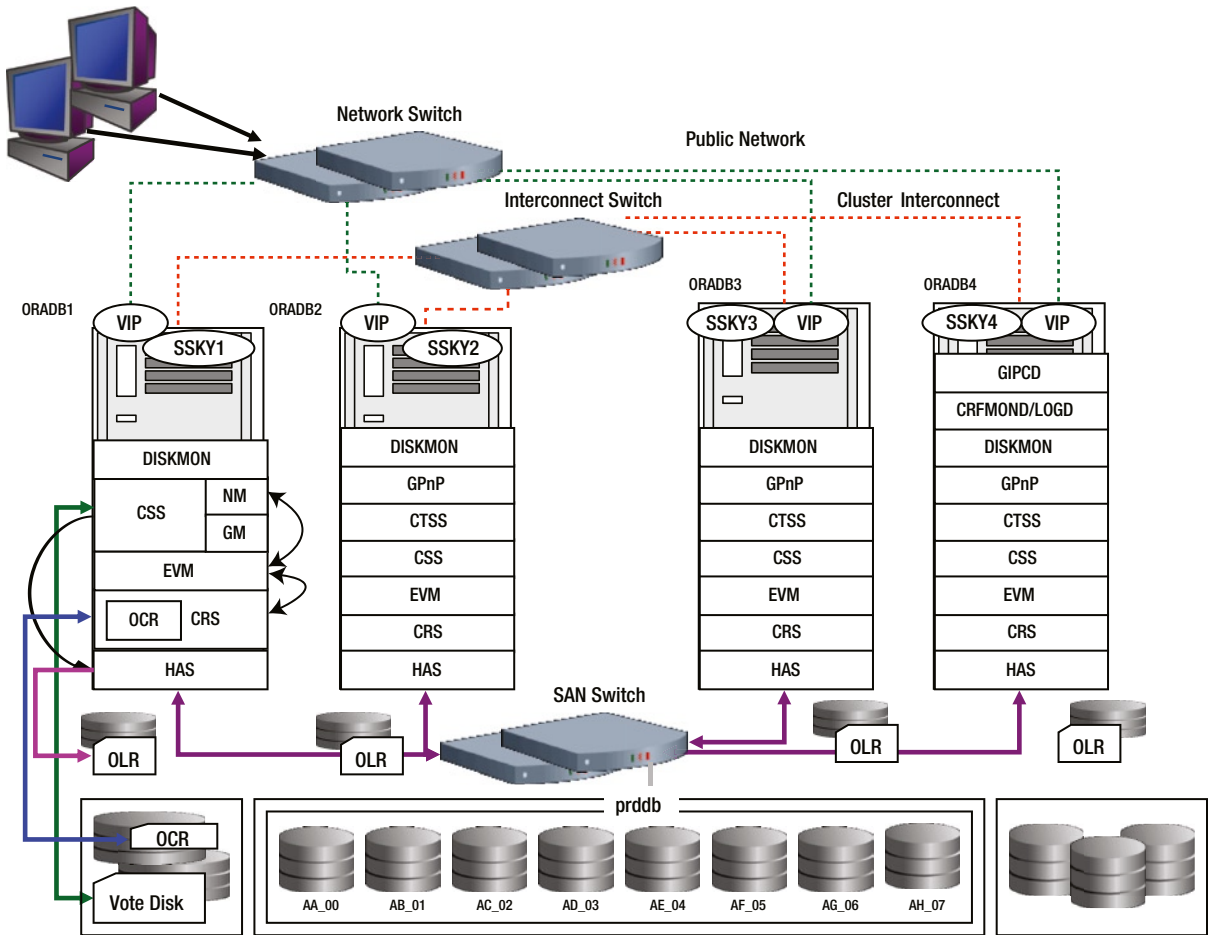 Network Switch
Public Network
Interconnect Switch
Cluster Interconnect
ORADB1
VIP
SSKY1
ORADB2
VIP
SSKY2
ORADB3
SSKY3
VIP
ORADB4
SSKY4
VIP
DISKMON
CSS
NM
GM
EVM
OCR
CRS
HAS
DISKMON
GPnP
CTSS
CSS
EVM
CRS
HAS
DISKMON
GPnP
CTSS
CSS
EVM
CRS
HAS
GIPCD
CRFMOND/LOGD
DISKMON
GPnP
CTSS
CSS
EVM
CRS
HAS
SAN Switch
OLR
OLR
OLR
OLR
OCR
Vote Disk
prddb
AA_00
AB_01
AC_02
AD_03
AE_04
AF_05
AG_06
AH_07